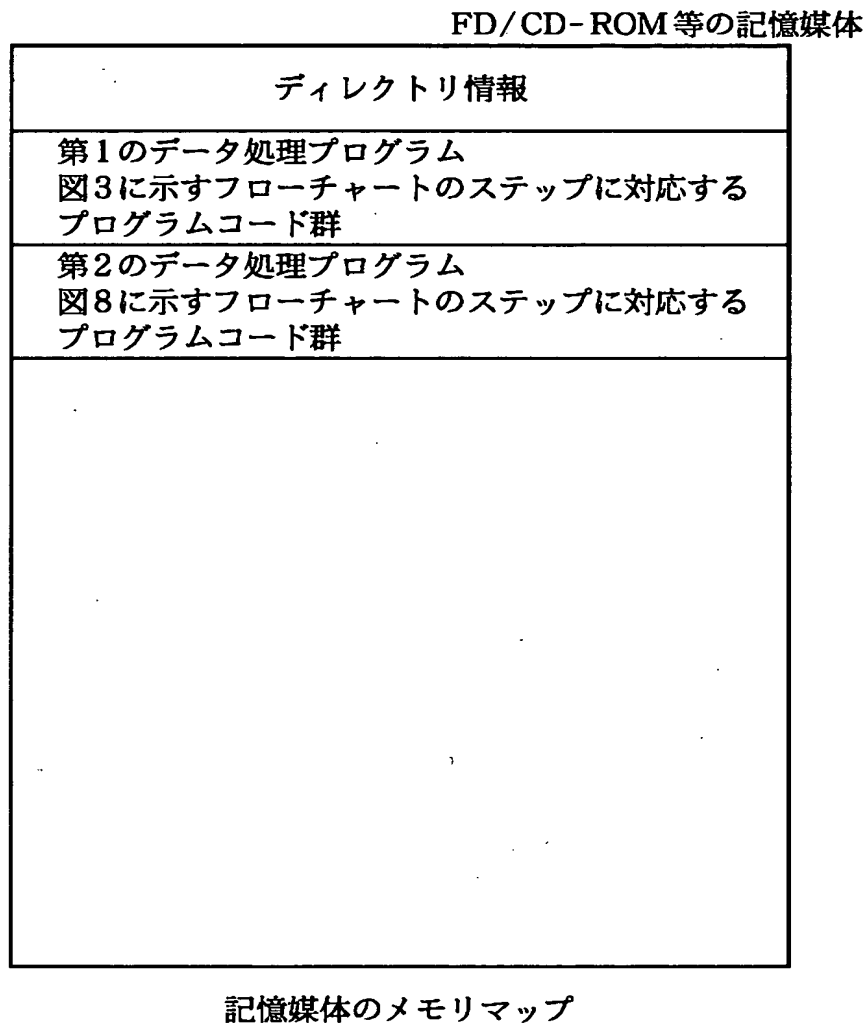 FD/CD-ROM等の記憶媒体
ディレクトリ情報
第1のデータ処理プログラム
図3に示すフローチャートのステップに対応する
プログラムコード群
第2のデータ処理プログラム
図8に示すフローチャートのステップに対応する
プログラムコード群
記憶媒体のメモリマップ